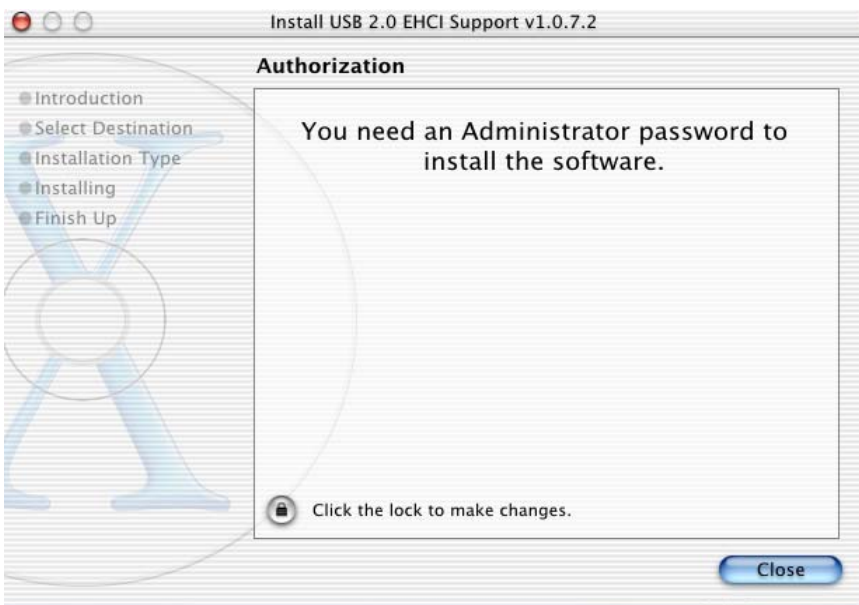 Install USB 2.0 EHCI Support v1.0.7.2
Authorization
Introduction
Select Destination
Installation Type
Installing
Finish Up
You need an Administrator password to
install the software.
Click the lock to make changes.
Close